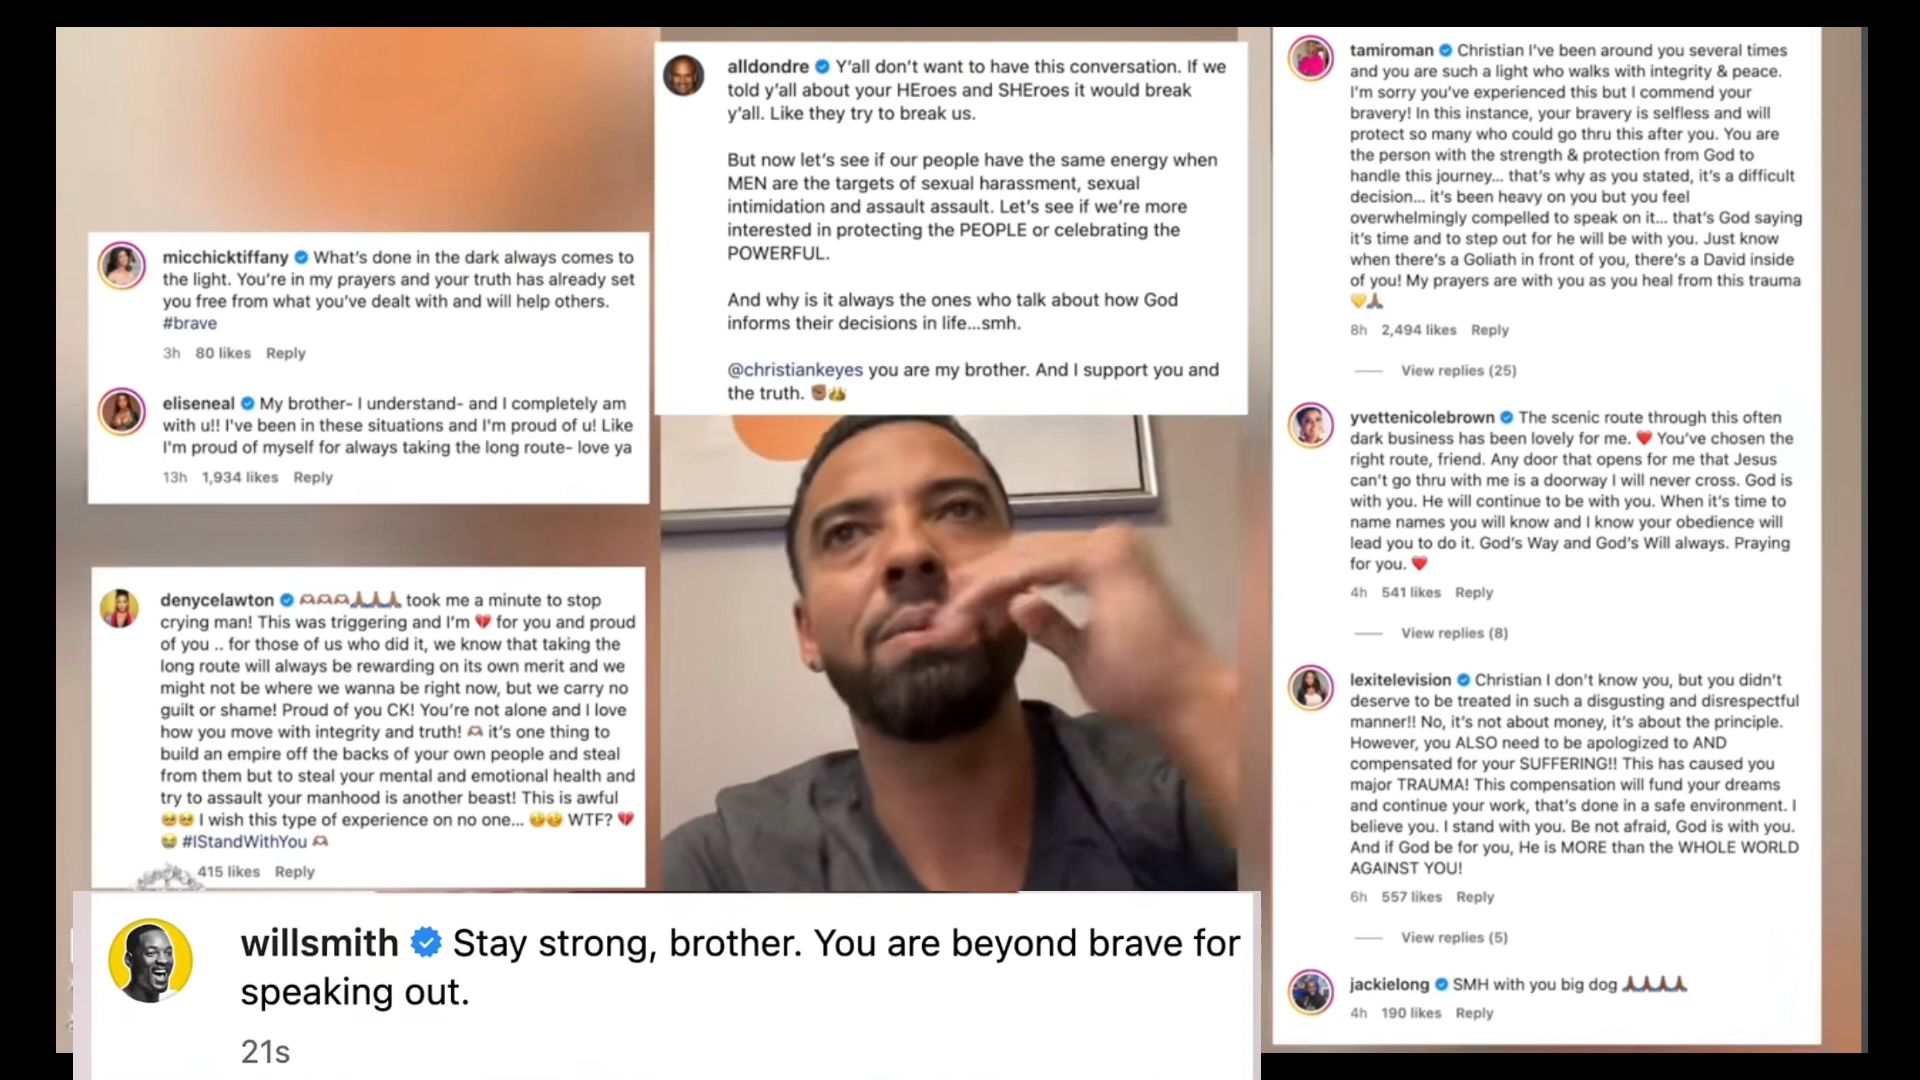 micchicktiffany What's done in the dark always comes to
the light. You're in my prayers and your truth has already set
you free from what you've dealt with and will help others.
#brave
3h 80 likes Reply
eliseneal My brother- I understand- and I completely am
with u!! I've been in these situations and I'm proud of u! Like
I'm proud of myself for always taking the long route- love ya
13h 1,934 likes Reply
denycelawton 🫶🏽🫶🏽🫶🏽🙏🏽🙏🏽🙏🏽 took me a minute to stop
crying man! This was triggering and I'm 💔 for you and proud
of you .. for those of us who did it, we know that taking the
long route will always be rewarding on its own merit and we
might not be where we wanna be right now, but we carry no
guilt or shame! Proud of you CK! You're not alone and I love
how you move with integrity and truth! 🫶🏽 it's one thing to
build an empire off the backs of your own people and steal
from them but to steal your mental and emotional health and
try to assault your manhood is another beast! This is awful
🥹🥹 I wish this type of experience on no one... 🥴🥴 WTF? 💔
😭 #IStandWithYou 🫶🏽
415 likes Reply
alldondre Y'all don't want to have this conversation. If we
told y'all about your HEroes and SHEroes it would break
y'all. Like they try to break us.
But now let's see if our people have the same energy when
MEN are the targets of sexual harassment, sexual
intimidation and assault assault. Let's see if we're more
interested in protecting the PEOPLE or celebrating the
POWERFUL.
And why is it always the ones who talk about how God
informs their decisions in life...smh.
@christiankeyes you are my brother. And I support you and
the truth. ✊🏾
tamiroman Christian I've been around you several times
and you are such a light who walks with integrity & peace.
I'm sorry you've experienced this but I commend your
bravery! In this instance, your bravery is selfless and will
protect so many who could go thru this after you. You are
the person with the strength & protection from God to
handle this journey... that's why as you stated, it's a difficult
decision... it's been heavy on you but you feel
overwhelmingly compelled to speak on it... that's God saying
it's time and to step out for he will be with you. Just know
when there's a Goliath in front of you, there's a David inside
of you! My prayers are with you as you heal from this trauma
💛🙏🏽
8h 2,494 likes Reply
View replies (25)
yvettenicolebrown The scenic route through this often
dark business has been lovely for me. ❤️ You've chosen the
right route, friend. Any door that opens for me that Jesus
can't go thru with me is a doorway I will never cross. God is
with you. He will continue to be with you. When it's time to
name names you will know and I know your obedience will
lead you to do it. God's Way and God's Will always. Praying
for you. ❤️
4h 541 likes Reply
View replies (8)
lexitelevision Christian I don't know you, but you didn't
deserve to be treated in such a disgusting and disrespectful
manner!! No, it's not about money, it's about the principle.
However, you ALSO need to be apologized to AND
compensated for your SUFFERING!! This has caused you
major TRAUMA! This compensation will fund your dreams
and continue your work, that's done in a safe environment. I
believe you. I stand with you. Be not afraid, God is with you.
And if God be for you, He is MORE than the WHOLE WORLD
AGAINST YOU!
6h 557 likes Reply
View replies (5)
jackielong SMH with you big dog 🙏🏾🙏🏾🙏🏾🙏🏾
4h 190 likes Reply
willsmith Stay strong, brother. You are beyond brave for
speaking out.
21s